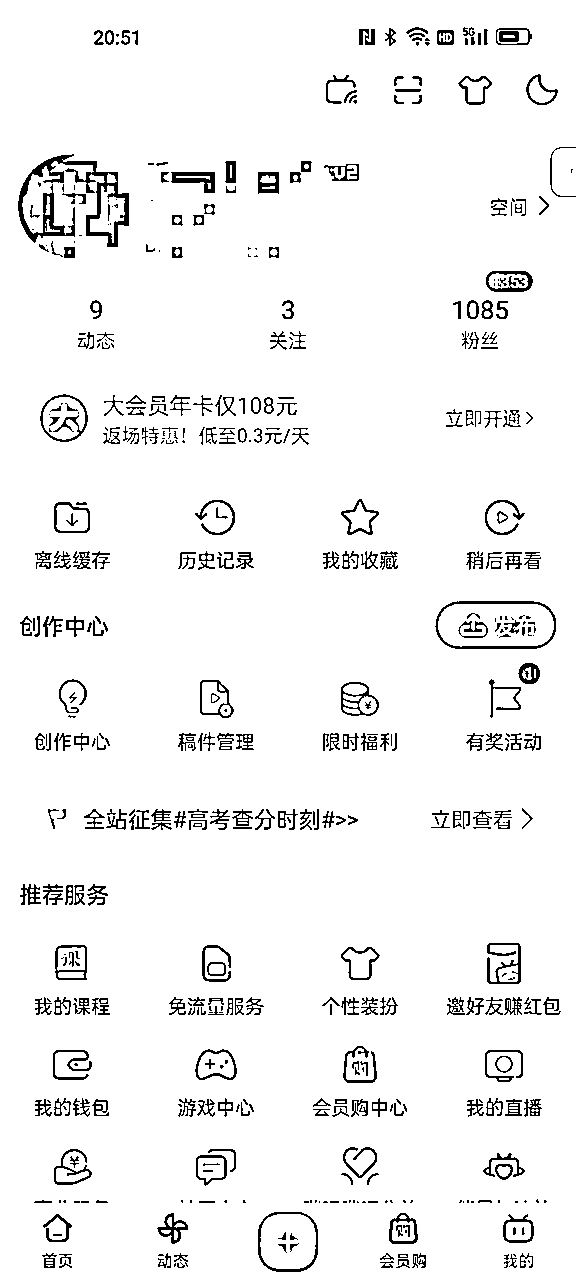 20:51
HD 5G
空间
9 3 1085
动态 关注 粉丝
大会员年卡仅108元
返场特惠！低至0.3元/天
立即开通
离线缓存 历史记录 我的收藏 稍后再看
创作中心 发布
创作中心 稿件管理 限时福利 有奖活动
全站征集#高考查分时刻#>> 立即查看
推荐服务
课
我的课程 免流量服务 个性装扮 邀好友赚红包
购
我的钱包 游戏中心 会员购中心 我的直播
首页 动态 会员购 我的